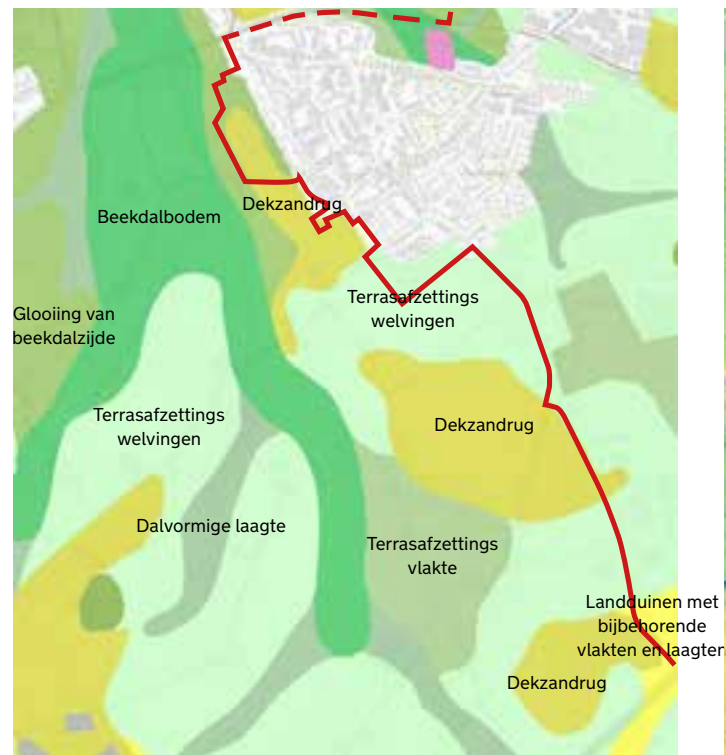 Beekdalbodem
Dekzandrug
Terrasafzettings
welvingen
Glooiing van
beekdalzijde
Terrasafzettings
welvingen
Dekzandrug
Dalvormige laagte
Terrasafzettings
vlakte
Landduinen met
bijbehorende
vlakten en laagten
Dekzandrug